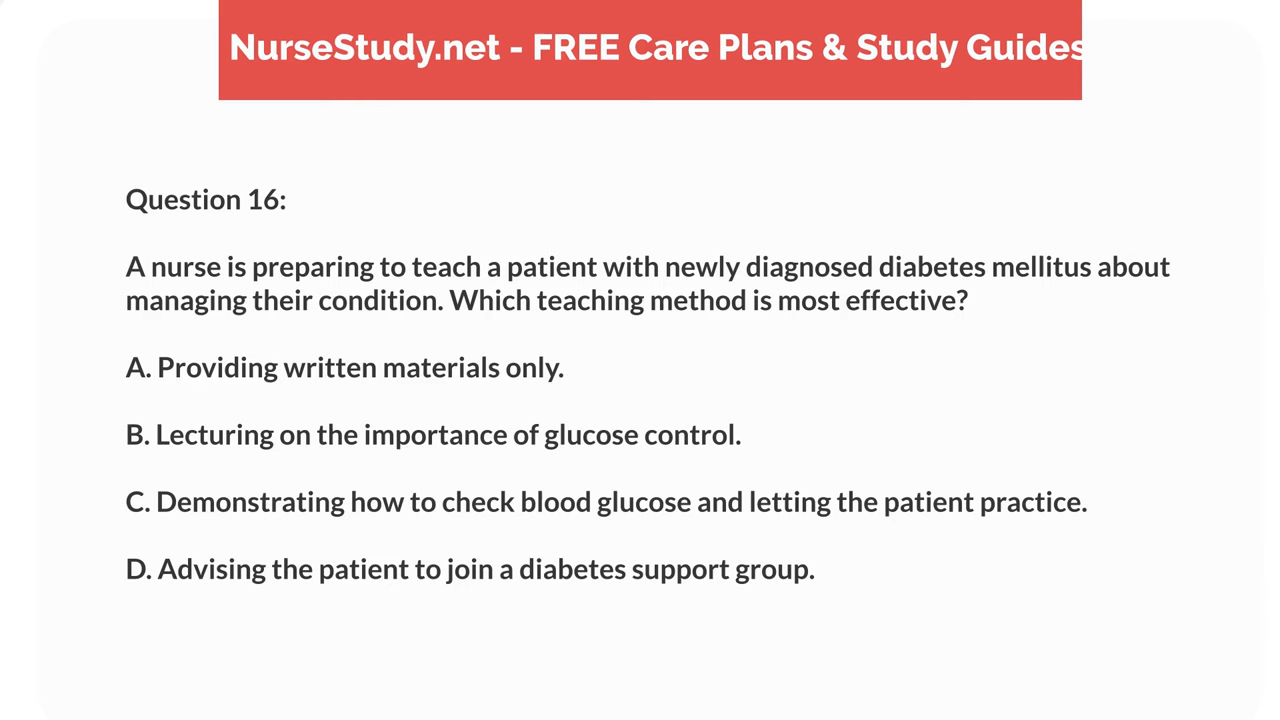 NurseStudy.net - FREE Care Plans & Study Guides
Question 16:
A nurse is preparing to teach a patient with newly diagnosed diabetes mellitus about
managing their condition. Which teaching method is most effective?
A. Providing written materials only.
B. Lecturing on the importance of glucose control.
C. Demonstrating how to check blood glucose and letting the patient practice.
D. Advising the patient to join a diabetes support group.